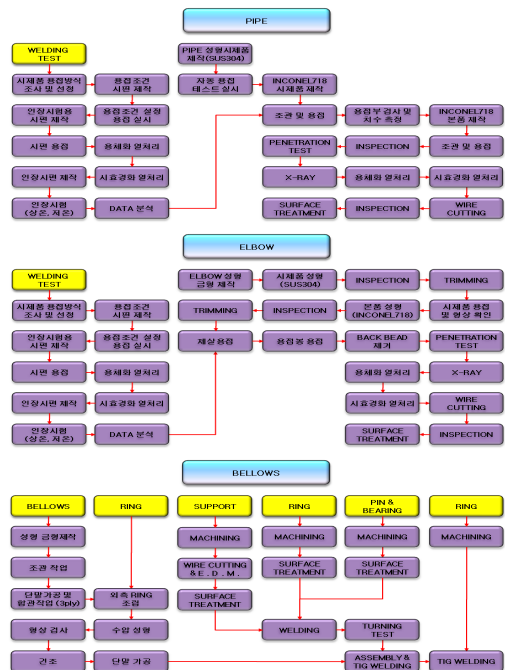 PIPE
WELDING
TEST
PIPE 성형시제품
제작(SUS304)
시제품 용접방식
조사 및 선정
용접조건
시편 제작
자동 용접
테스트 실시
INCONEL718
시제품 제작
인장시험용
시편 제작
용접조건 설정
용접 실시
조관 및 용접
용접부 검사 및
치수 측정
INCONEL718
본품 제작
시편 용접
용체화 열처리
PENETRATION
TEST
INSPECTION
조관 및 용접
인장시편 제작
시효경화 열처리
X-RAY
용체화 열처리
시효경화 열처리
인장시험
(상온, 저온)
DATA 분석
SURFACE
TREATMENT
INSPECTION
WIRE
CUTTING
ELBOW
WELDING
TEST
ELBOW 성형
금형 제작
시제품 성형
(SUS304)
INSPECTION
TRIMMING
시제품 용접방식
조사 및 선정
용접조건
시편 제작
TRIMMING
INSPECTION
본품 성형
(INCONEL718)
시제품 용접
및 형상 확인
인장시험용
시편 제작
용접조건 설정
용접 실시
제살용접
용접봉 용접
BACK BEAD
제거
PENETRATION
TEST
시편 용접
용체화 열처리
용체화 열처리
X-RAY
인장시편 제작
시효경화 열처리
시효경화 열처리
WIRE
CUTTING
인장시험
(상온, 저온)
DATA 분석
SURFACE
TREATMENT
INSPECTION
BELLOWS
BELLOWS
RING
SUPPORT
RING
PIN &
BEARING
RING
성형 금형제작
MACHINING
MACHINING
MACHINING
MACHINING
조관 작업
WIRE CUTTING
& E . D . M .
SURFACE
TREATMENT
SURFACE
TREATMENT
단말가공 및
합관작업 (3ply)
외측 RING
조립
SURFACE
TREATMENT
형상 검사
수압 성형
WELDING
TURNING
TEST
건조
단말 가공
ASSEMBLY &
TIG WELDING
TIG WELDING